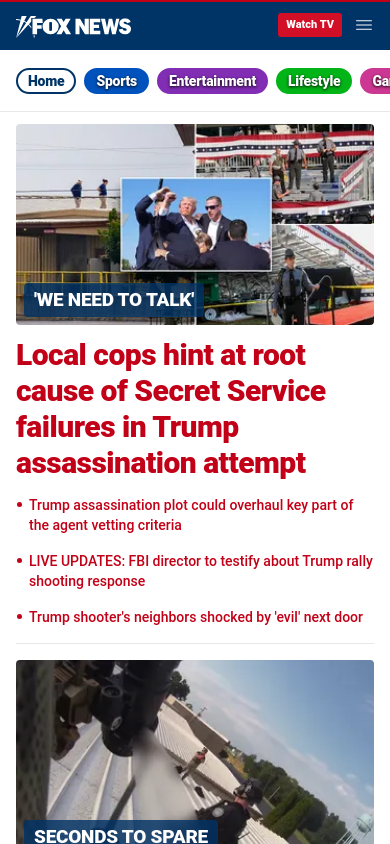 FOX NEWS
Watch TV
Home
Sports
Entertainment
Lifestyle
'WE NEED TO TALK'
Local cops hint at root
cause of Secret Service
failures in Trump
assassination attempt
Trump assassination plot could overhaul key part of
the agent vetting criteria
LIVE UPDATES: FBI director to testify about Trump rally
shooting response
Trump shooter's neighbors shocked by 'evil' next door
SECONDS TO SPARE